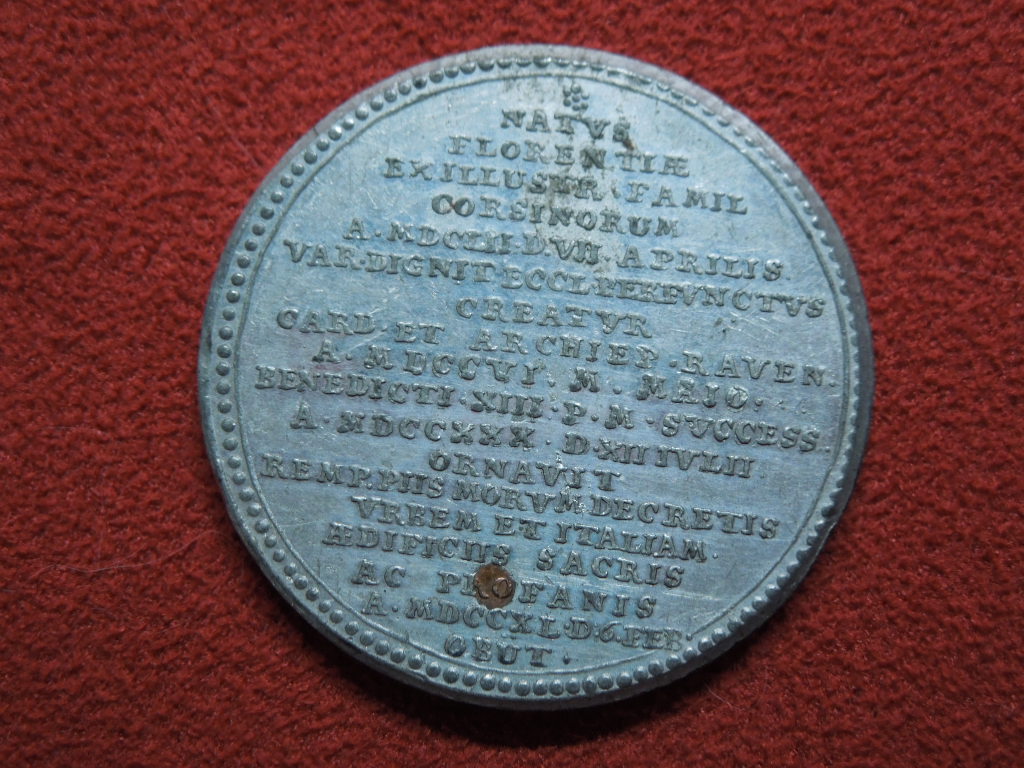 NATVS
FLORENTIÆ
EX ILLUSTR. FAMIL
CORSINORUM
A. MDCLII. D. VII. APRILIS.
VAR. DIGNIT ECCL. PERFVNCTVS
CREATVR
CARD. ET ARCHIEP. RAVEN.
A. MDCCVI. M. MAIO.
BENEDICTI. XIII. P. M. SVCCESS
A. MDCCXXX. D. XII IVLII.
ORNAVIT
REMP. PIIS MORVM DECRETIS
VRBEM ET ITALIAM.
ÆDIFICIIS SACRIS
AC PROFANIS
A. MDCCXL. D. 6. FEB.
OBIIT.